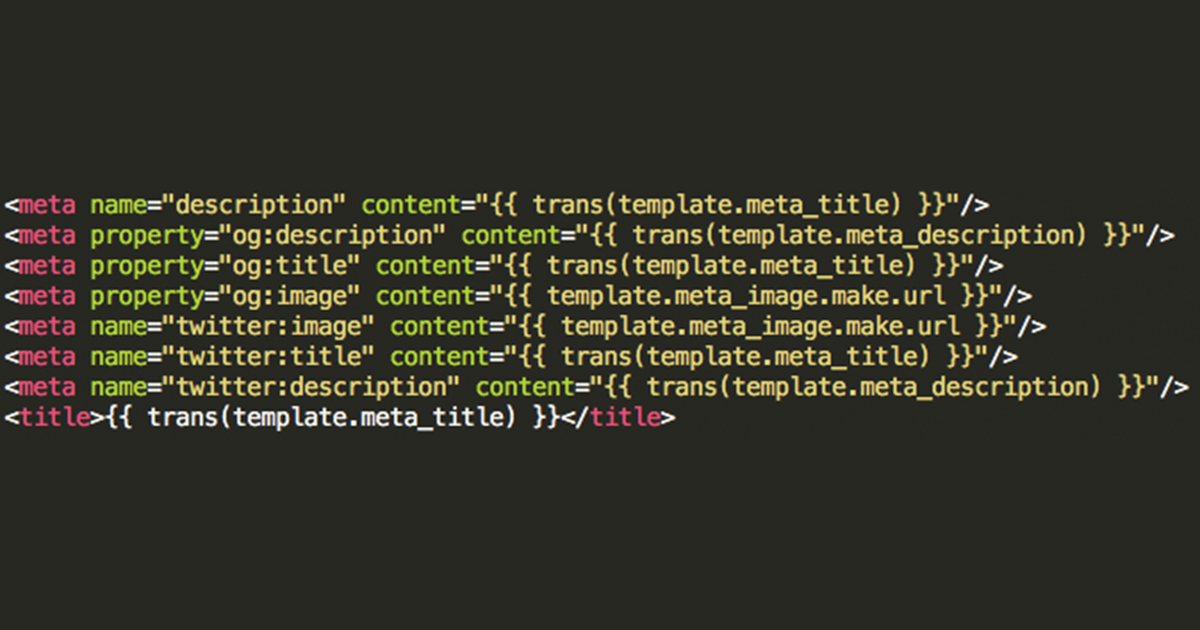 <meta name="description" content="{{ trans(template.meta_title) }}"/>
<meta property="og:description" content="{{ trans(template.meta_description) }}"/>
<meta property="og:title" content="{{ trans(template.meta_title) }}"/>
<meta property="og:image" content="{{ template.meta_image.make.url }}"/>
<meta name="twitter:image" content="{{ template.meta_image.make.url }}"/>
<meta name="twitter:title" content="{{ trans(template.meta_title) }}"/>
<meta name="twitter:description" content="{{ trans(template.meta_description) }}"/>
<title>{{ trans(template.meta_title) }}</title>